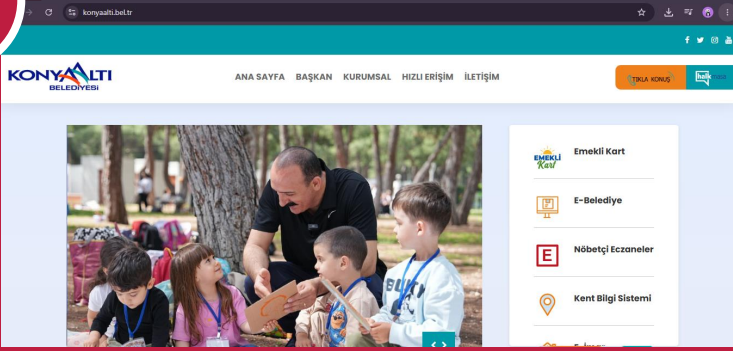 konyaalti.bel.tr
KONYAALTI
BELEDİYESİ
ANA SAYFA BAŞKAN KURUMSAL HIZLI ERİŞİM İLETİŞİM
TIKLA KONUŞ
halk
EMEKLİ
Kart
Emekli Kart
E-Belediye
E
Nöbetçi Eczaneler
Kent Bilgi Sistemi